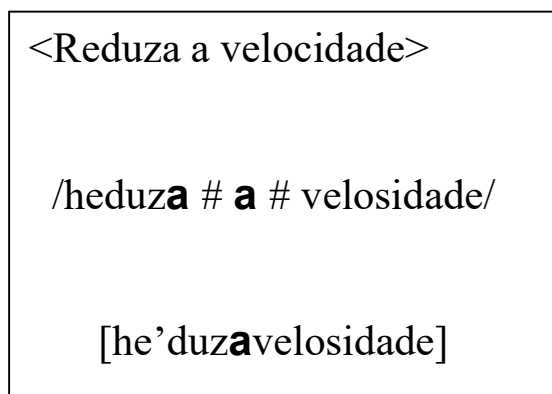 <Reduza a velocidade>
/heduza # a # velosidade/
[he’duzavelosidade]